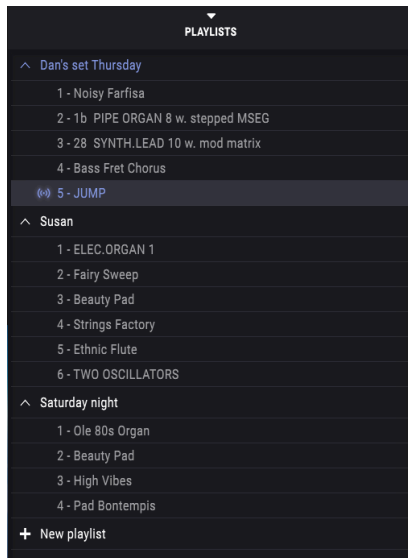 PLAYLISTS
Dan's set Thursday
1 - Noisy Farfisa
2 - 1b  PIPE ORGAN 8 w. stepped MSEG
3 - 28  SYNTH.LEAD 10 w. mod matrix
4 - Bass Fret Chorus
5 - JUMP
Susan
1 - ELEC.ORGAN 1
2 - Fairy Sweep
3 - Beauty Pad
4 - Strings Factory
5 - Ethnic Flute
6 - TWO OSCILLATORS
Saturday night
1 - Ole 80s Organ
2 - Beauty Pad
3 - High Vibes
4 - Pad Bontempis
+ New playlist